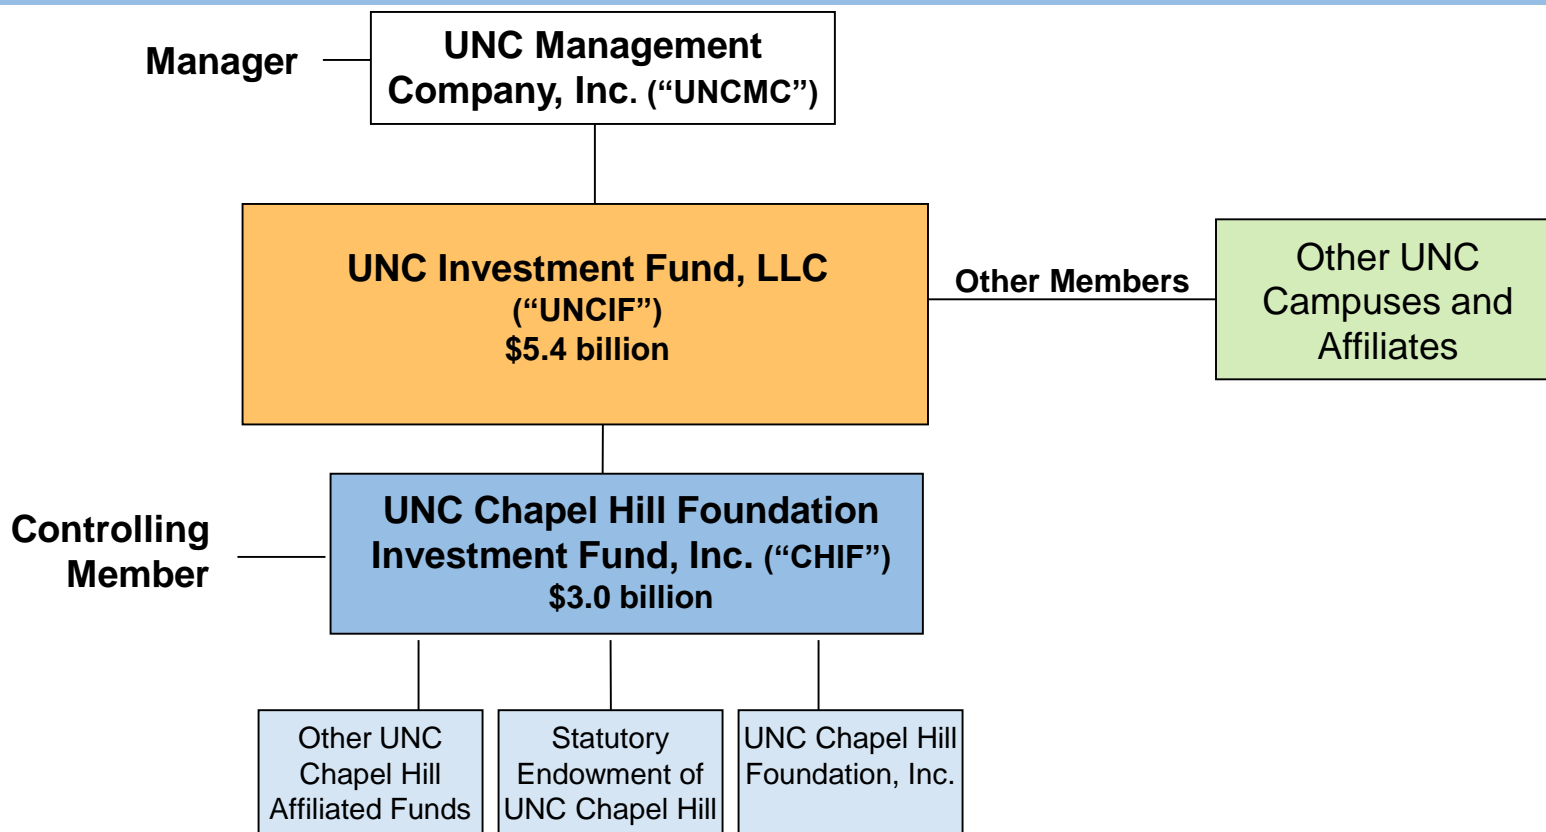 Manager
UNC Management
Company, Inc. (“UNCMC”)
UNC Investment Fund, LLC
(“UNCIF”)
$5.4 billion
Other Members
Other UNC
Campuses and
Affiliates
Controlling
Member
UNC Chapel Hill Foundation
Investment Fund, Inc. (“CHIF”)
$3.0 billion
Other UNC
Chapel Hill
Affiliated Funds
Statutory
Endowment of
UNC Chapel Hill
UNC Chapel Hill
Foundation, Inc.